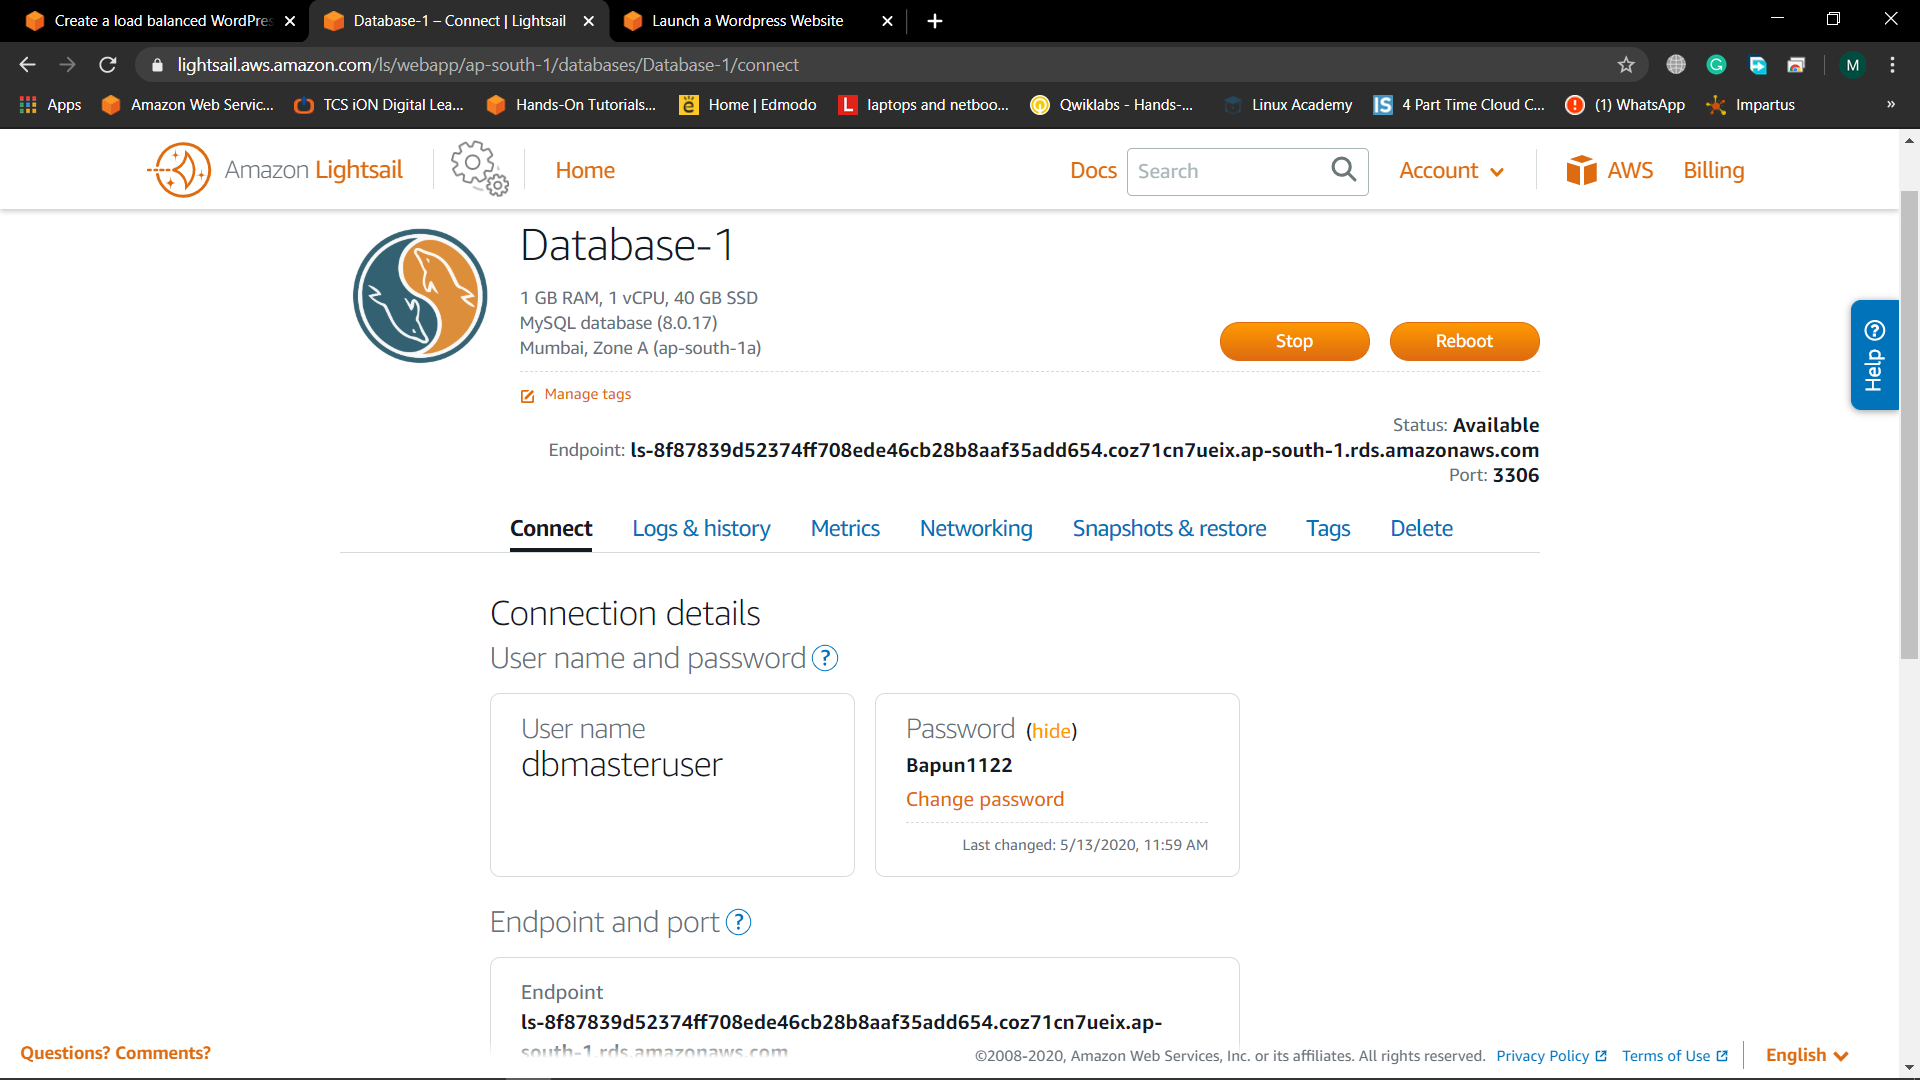 Create a load balanced WordPres
Database-1 – Connect | Lightsail
Launch a Wordpress Website
lightsail.aws.amazon.com/ls/webapp/ap-south-1/databases/Database-1/connect
M
Apps
Amazon Web Servic...
TCS iON Digital Lea...
Hands-On Tutorials...
Home | Edmodo
laptops and netboo...
Qwiklabs - Hands-...
Linux Academy
4 Part Time Cloud C...
(1) WhatsApp
Impartus
»
Amazon Lightsail
Home
Docs
Search
Account
AWS
Billing
Database-1
1 GB RAM, 1 vCPU, 40 GB SSD
MySQL database (8.0.17)
Mumbai, Zone A (ap-south-1a)
Stop
Reboot
Help ?
Manage tags
Status: Available
Endpoint: ls-8f87839d52374ff708ede46cb28b8aaf35add654.coz71cn7ueix.ap-south-1.rds.amazonaws.com
Port: 3306
Connect
Logs & history
Metrics
Networking
Snapshots & restore
Tags
Delete
Connection details
User name and password ?
User name
dbmasteruser
Password (hide)
Bapun1122
Change password
Last changed: 5/13/2020, 11:59 AM
Endpoint and port ?
Endpoint
ls-8f87839d52374ff708ede46cb28b8aaf35add654.coz71cn7ueix.ap-
south-1.rds.amazonaws.com
Questions? Comments?
©2008-2020, Amazon Web Services, Inc. or its affiliates. All rights reserved.
Privacy Policy
Terms of Use
English